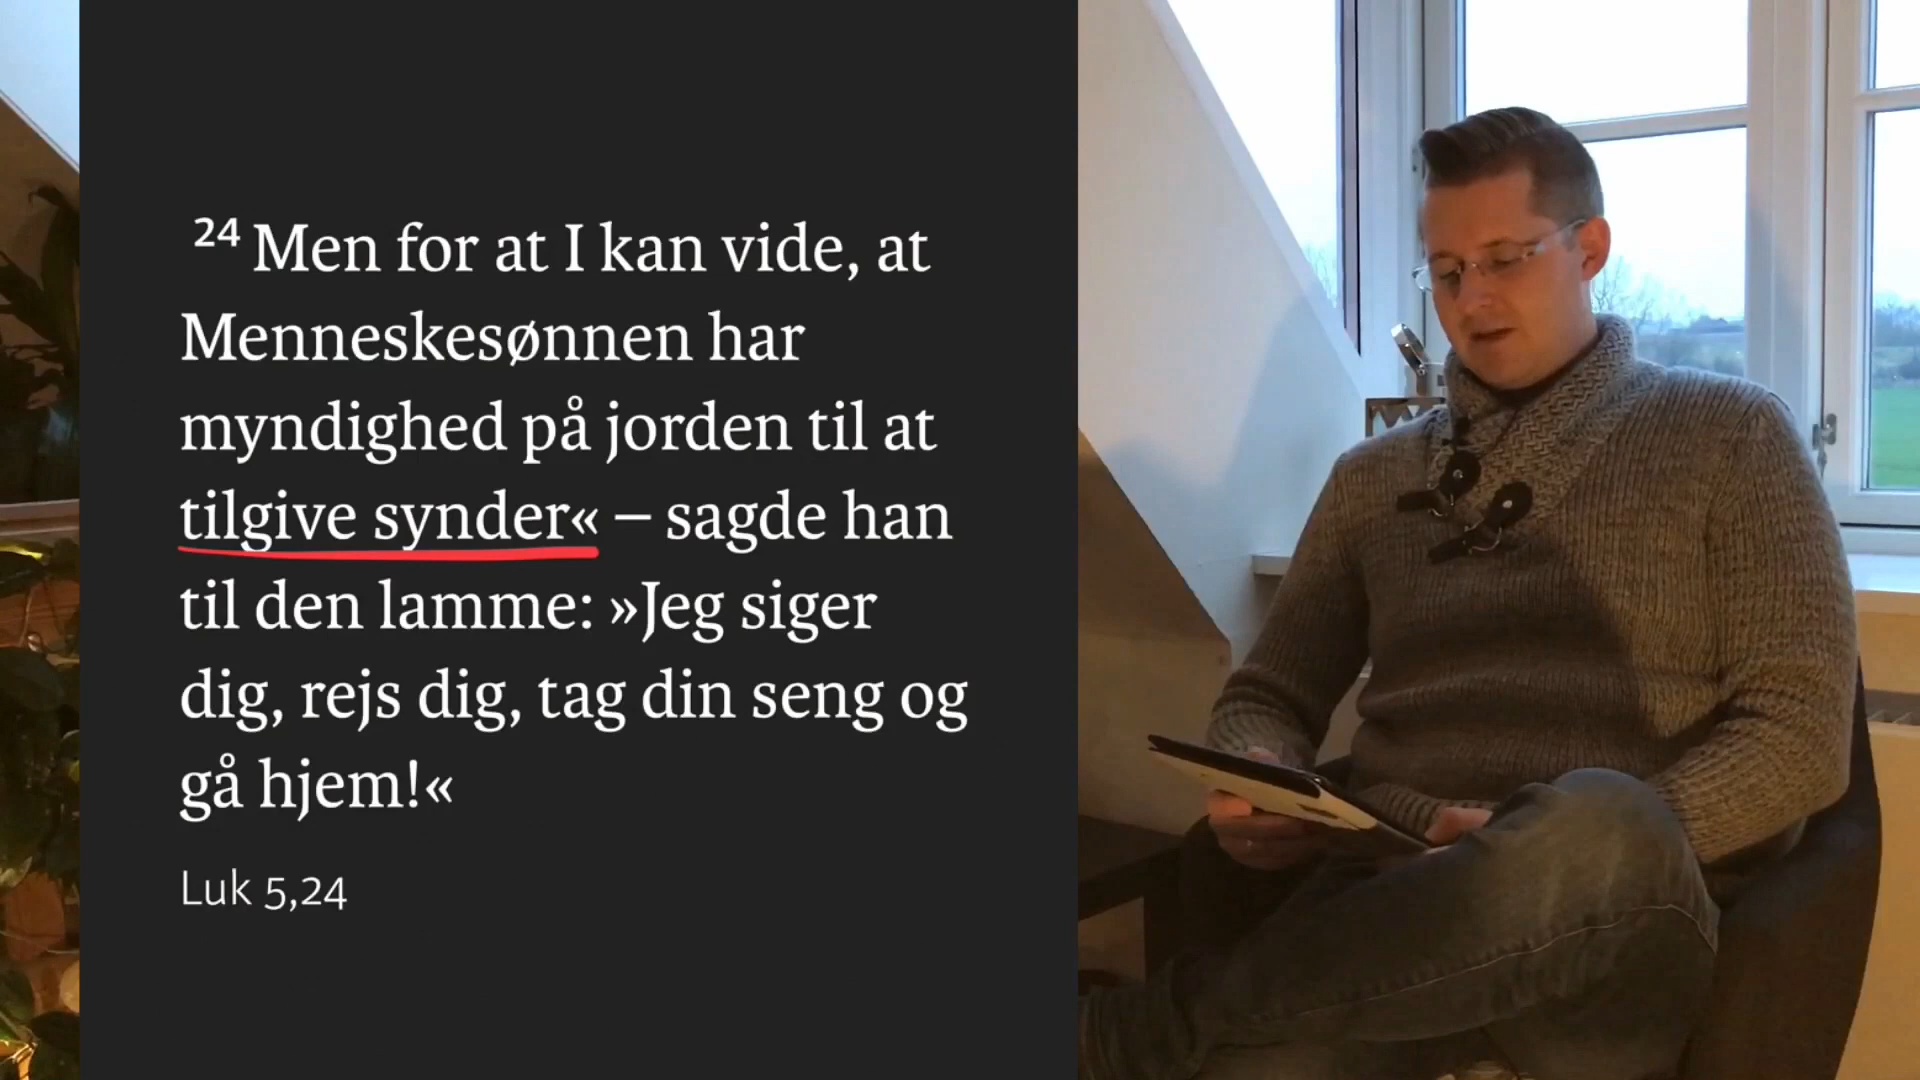 24 Men for at I kan vide, at
Menneskesønnen har
myndighed på jorden til at
tilgive synder« – sagde han
til den lamme: »Jeg siger
dig, rejs dig, tag din seng og
gå hjem!«
Luk 5,24